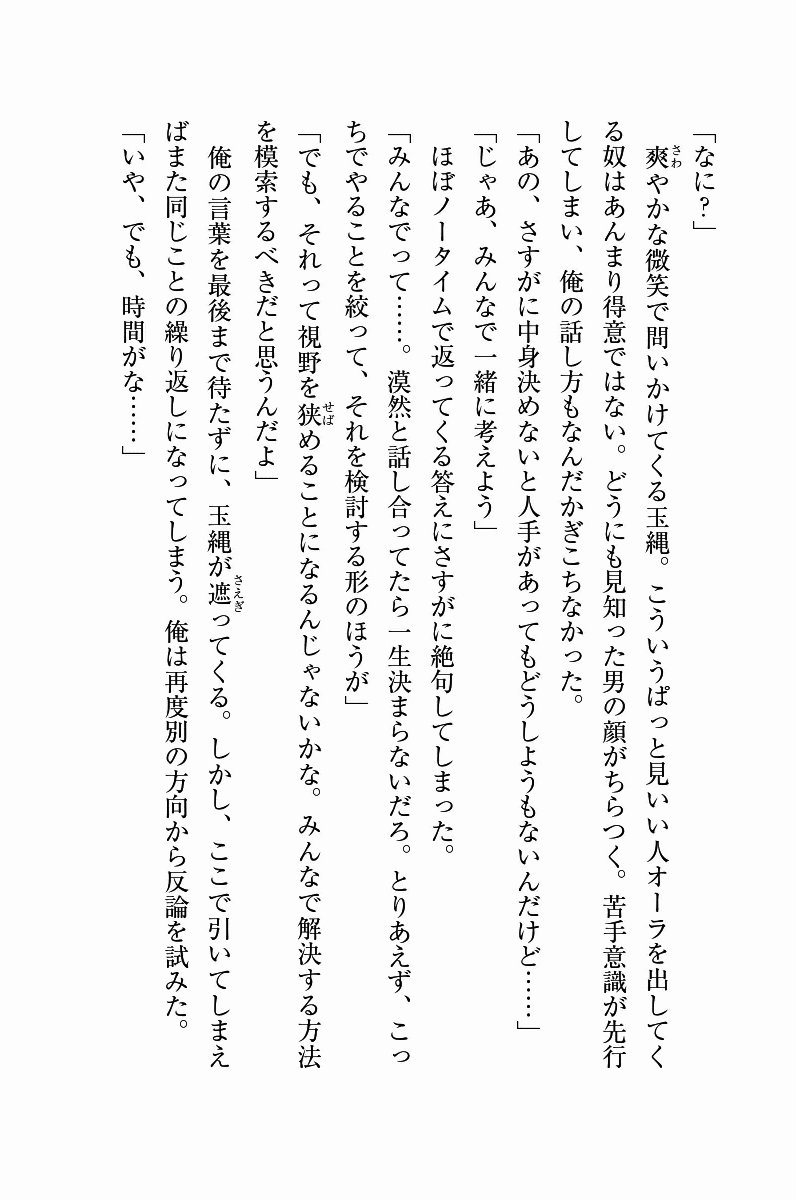 「なに？」
　爽やかな微笑で問いかけてくる玉縄。こういうぱっと見いい人オーラを出してく
る奴はあんまり得意ではない。どうにも見知った男の顔がちらつく。苦手意識が先行
してしまい、俺の話し方もなんだかぎこちなかった。
「あの、さすがに中身決めないと人手があってもどうしようもないんだけど……」
「じゃあ、みんなで一緒に考えよう」
　ほぼノータイムで返ってくる答えにさすがに絶句してしまった。
「みんなでって……。漠然と話し合ってたら一生決まらないだろ。とりあえず、こっ
ちでやることを絞って、それを検討する形のほうが」
「でも、それって視野を狭めることになるんじゃないかな。みんなで解決する方法
を模索するべきだと思うんだよ」
　俺の言葉を最後まで待たずに、玉縄が遮ってくる。しかし、ここで引いてしまえ
ばまた同じことの繰り返しになってしまう。俺は再度別の方向から反論を試みた。
「いや、でも、時間がな……」